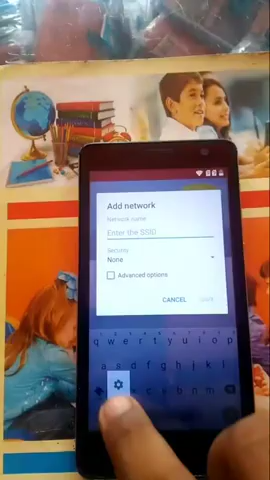 Add network
Network name
Enter the SSID
Security
None
Advanced options
CANCEL SAVE
q w e r t y u i o p
a s d f g h j k l
c v b n m